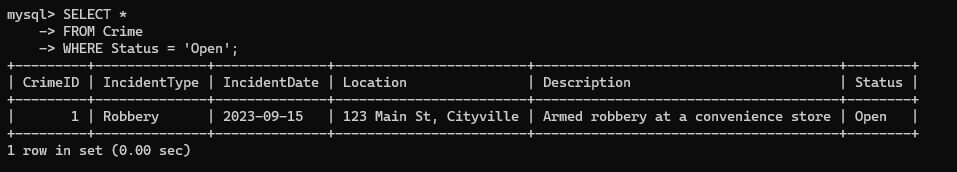 mysql> SELECT *
    -> FROM Crime
    -> WHERE Status = 'Open';
+---------+--------------+--------------+-----------------------+--------------------------------------+--------+
| CrimeID | IncidentType | IncidentDate | Location              | Description                          | Status |
+---------+--------------+--------------+-----------------------+--------------------------------------+--------+
|       1 | Robbery      | 2023-09-15   | 123 Main St, Cityville | Armed robbery at a convenience store | Open   |
+---------+--------------+--------------+-----------------------+--------------------------------------+--------+
1 row in set (0.00 sec)